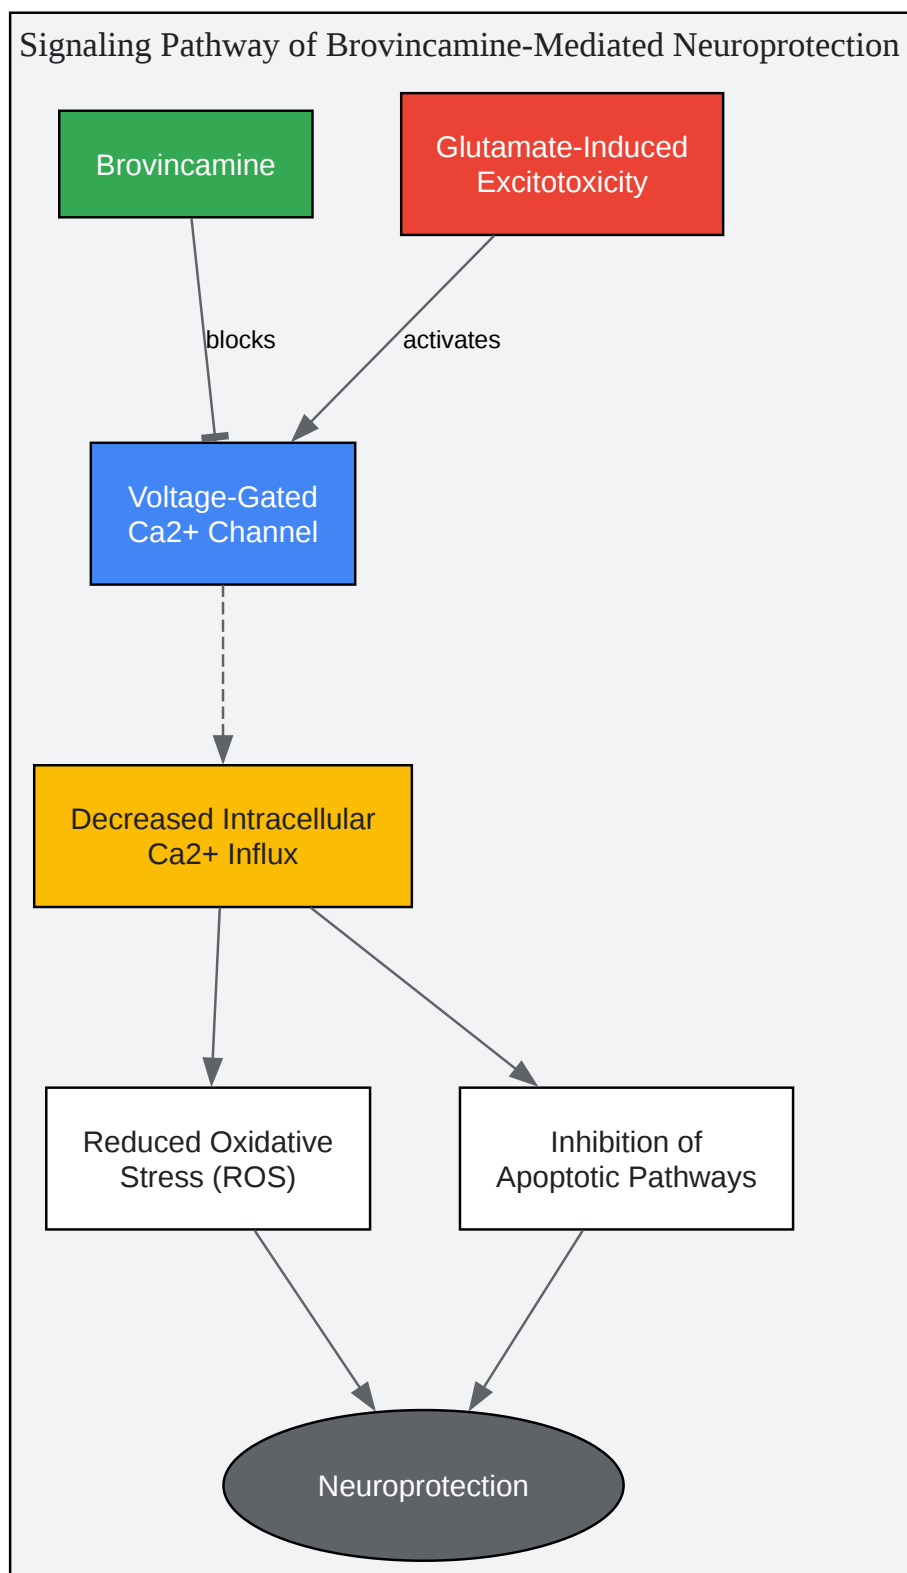 Signaling Pathway of Brovincamine-Mediated Neuroprotection
Brovincamine
Glutamate-Induced
Excitotoxicity
blocks
activates
Voltage-Gated
Ca2+ Channel
Decreased Intracellular
Ca2+ Influx
Reduced Oxidative
Stress (ROS)
Inhibition of
Apoptotic Pathways
Neuroprotection